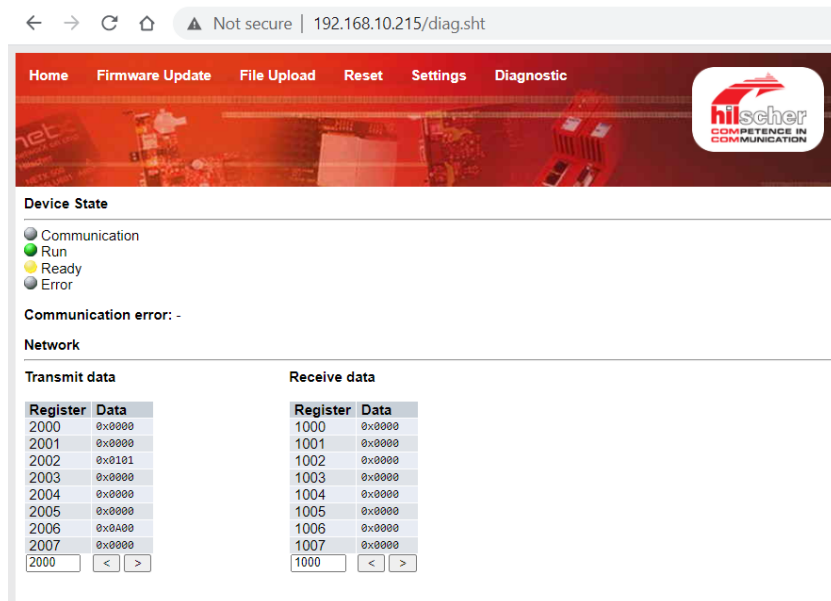 Not secure | 192.168.10.215/diag.sht
Home Firmware Update File Upload Reset Settings Diagnostic
hilscher
COMPETENCE IN
COMMUNICATION
Device State
Communication
Run
Ready
Error
Communication error: -
Network
Transmit data
Register Data
2000 0x0000
2001 0x0000
2002 0x0101
2003 0x0000
2004 0x0000
2005 0x0000
2006 0x0A00
2007 0x0000
2000 < >
Receive data
Register Data
1000 0x0000
1001 0x0000
1002 0x0000
1003 0x0000
1004 0x0000
1005 0x0000
1006 0x0000
1007 0x0000
1000 < >